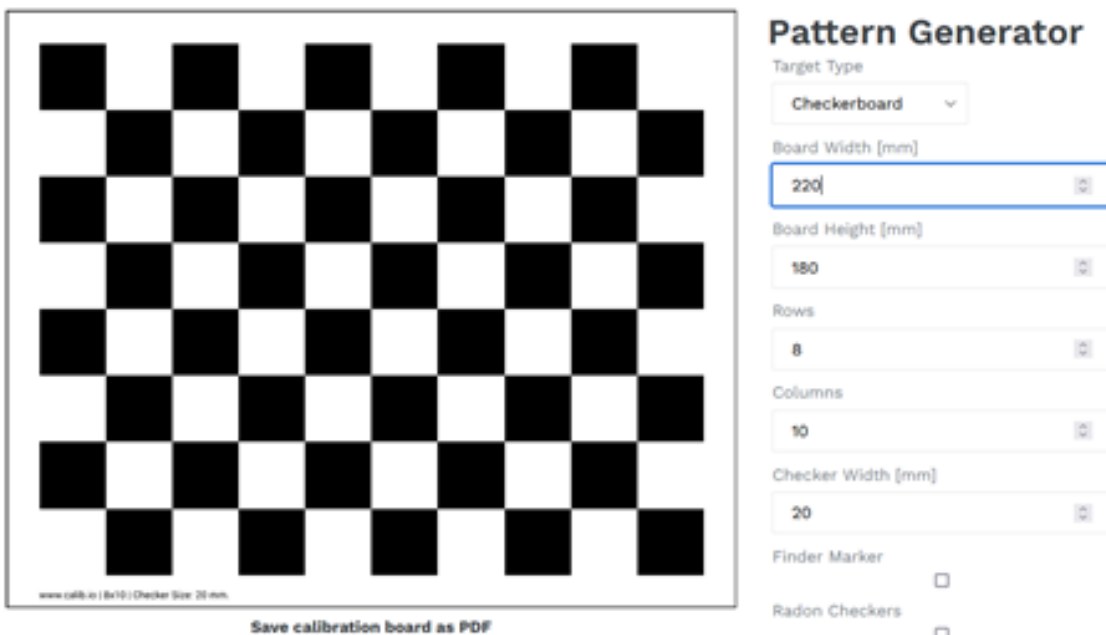 Pattern Generator
Target Type
Checkerboard
Board Width [mm]
220
Board Height [mm]
180
Rows
8
Columns
10
Checker Width [mm]
20
Finder Marker
Radon Checkers
www.calib.io | 8x10 | Checker Size: 20 mm.
Save calibration board as PDF